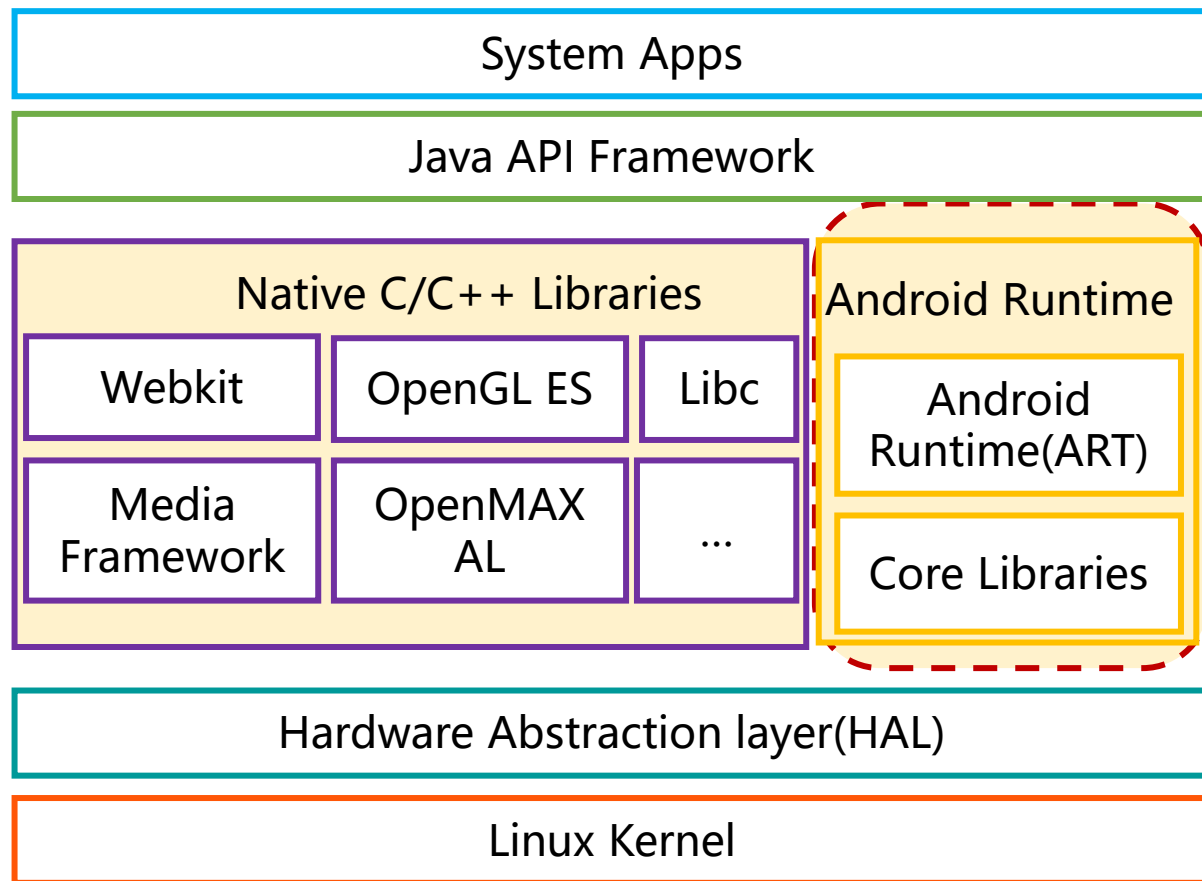 System Apps
Java API Framework
Native C/C++ Libraries
Webkit
OpenGL ES
Libc
Media
Framework
OpenMAX
AL
...
Android Runtime
Android
Runtime(ART)
Core Libraries
Hardware Abstraction layer(HAL)
Linux Kernel